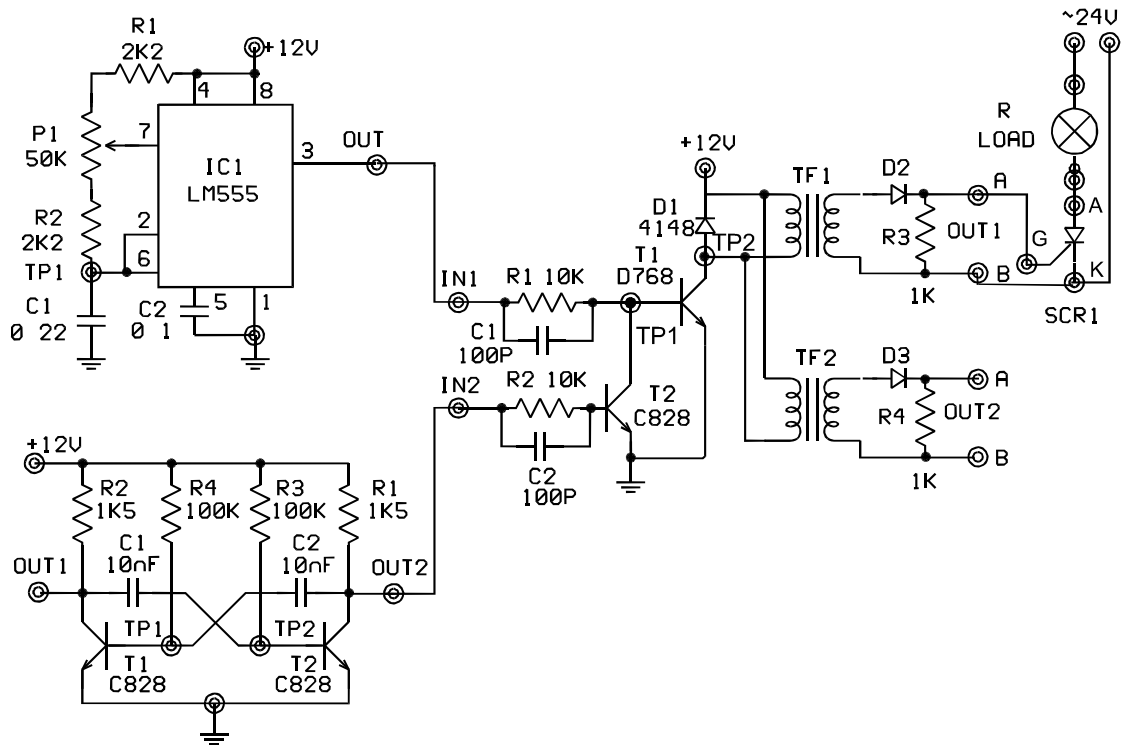 R1
2K2
+12V
4
8
P1
50K
7
IC1
LM555
3
OUT
R2
2K2
2
6
TP1
C1
0 22
C2
0 1
5
1
+12V
D1
4148
TP2
T1
D768
IN1
R1 10K
C1
100P
TP1
IN2
R2 10K
C2
100P
T2
C828
TF1
D2
A
R3
OUT1
1K
B
G
~24V
R
LOAD
A
K
SCR1
TF2
D3
A
R4
OUT2
1K
B
+12V
R2
1K5
R4
100K
R3
100K
R1
1K5
C1
10nF
C2
10nF
OUT1
OUT2
TP1
TP2
T1
C828
T2
C828